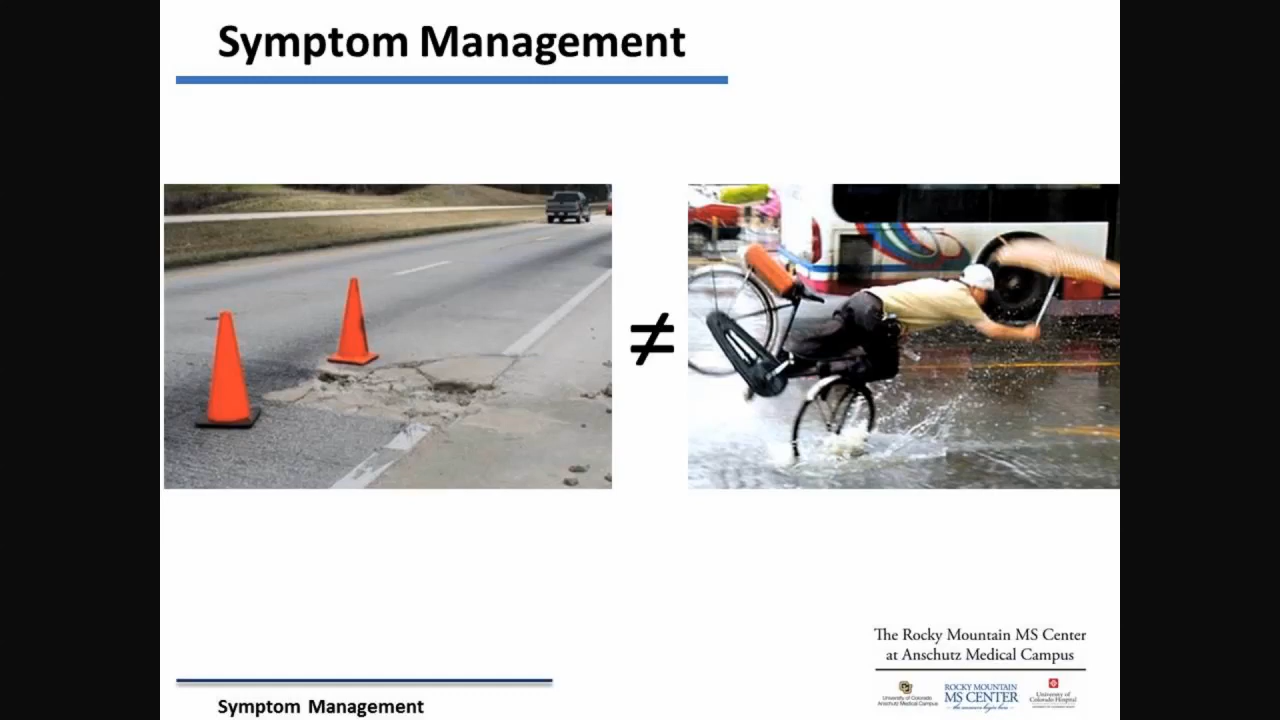 Symptom Management
≠
The Rocky Mountain MS Center
at Anschutz Medical Campus
University of Colorado
Anschutz Medical Campus
ROCKY MOUNTAIN
MS CENTER
University of
Colorado Hospital
Symptom Management